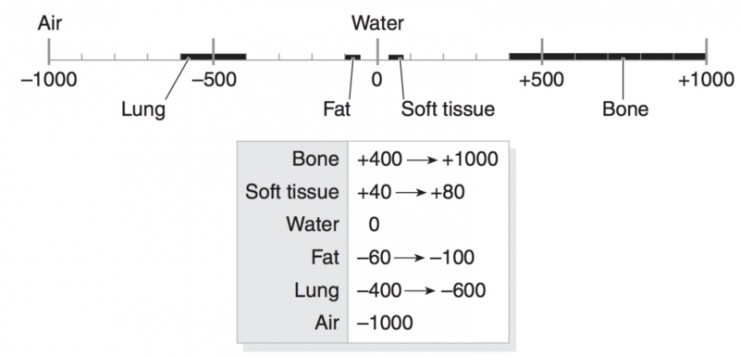 Air Water
−1000 −500 0 +500 +1000
Lung Fat Soft tissue Bone
Bone +400 → +1000
Soft tissue +40 → +80
Water 0
Fat −60 → −100
Lung −400 → −600
Air −1000